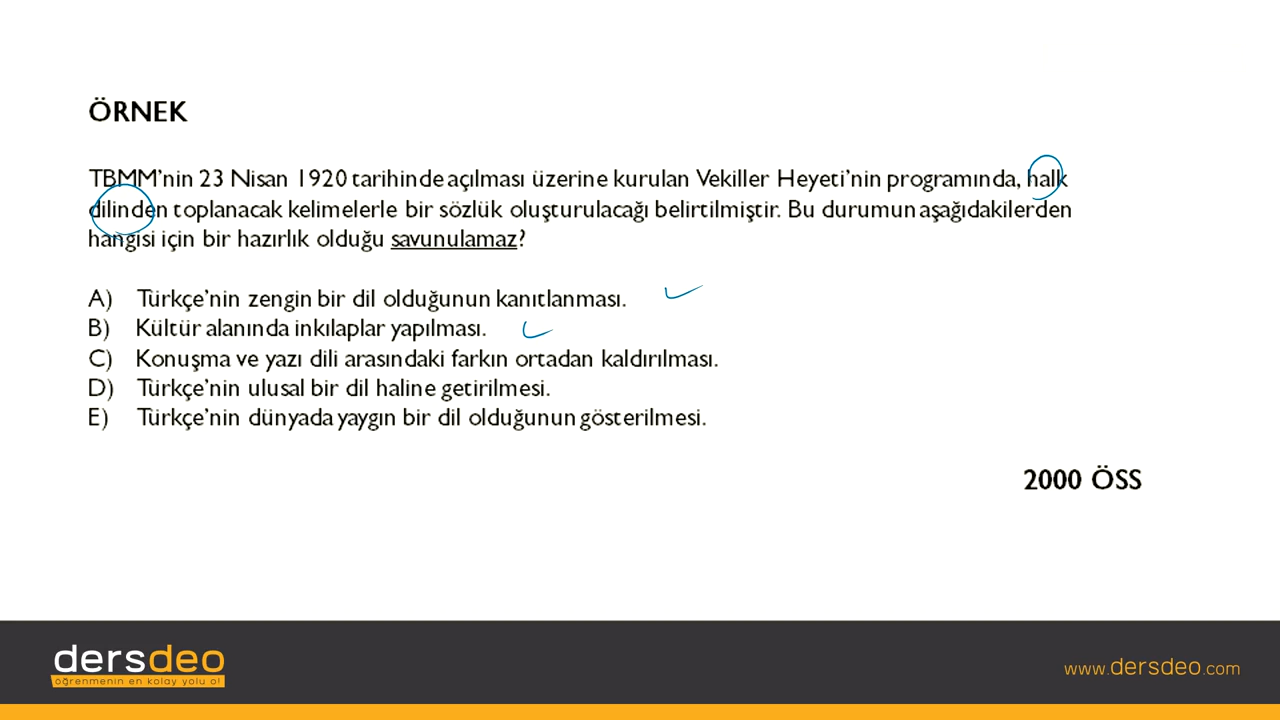 ÖRNEK
TBMM'nin 23 Nisan 1920 tarihinde açılması üzerine kurulan Vekiller Heyeti'nin programında, halk
dilinden toplanacak kelimelerle bir sözlük oluşturulacağı belirtilmiştir. Bu durumun aşağıdakilerden
hangisi için bir hazırlık olduğu savunulamaz?
A) Türkçe'nin zengin bir dil olduğunun kanıtlanması.
B) Kültür alanında inkılaplar yapılması.
C) Konuşma ve yazı dili arasındaki farkın ortadan kaldırılması.
D) Türkçe'nin ulusal bir dil haline getirilmesi.
E) Türkçe'nin dünyada yaygın bir dil olduğunun gösterilmesi.
2000 ÖSS
dersdeo
öğrenmenin en kolay yolu o!
www.dersdeo.com